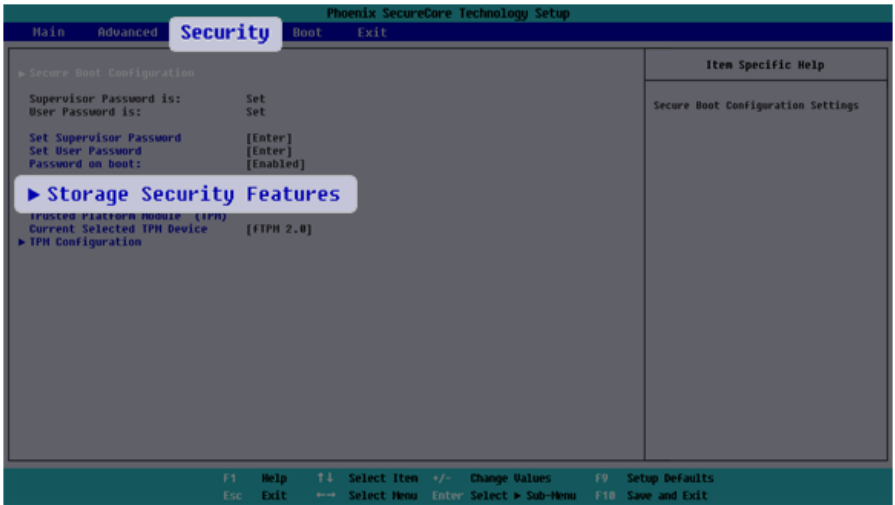 Phoenix SecureCore Technology Setup
Main Advanced Security Boot Exit
Item Specific Help
▶ Secure Boot Configuration
Secure Boot Configuration Settings
Supervisor Password is: Set
User Password is: Set
Set Supervisor Password [Enter]
Set User Password [Enter]
Password on boot: [Enabled]
▶ Storage Security Features
Trusted Platform Module (TPM)
Current Selected TPM Device [fTPM 2.0]
▶ TPM Configuration
F1 Help ↑↓ Select Item +/- Change Values F9 Setup Defaults
Esc Exit ←→ Select Menu Enter Select ▶ Sub-Menu F10 Save and Exit